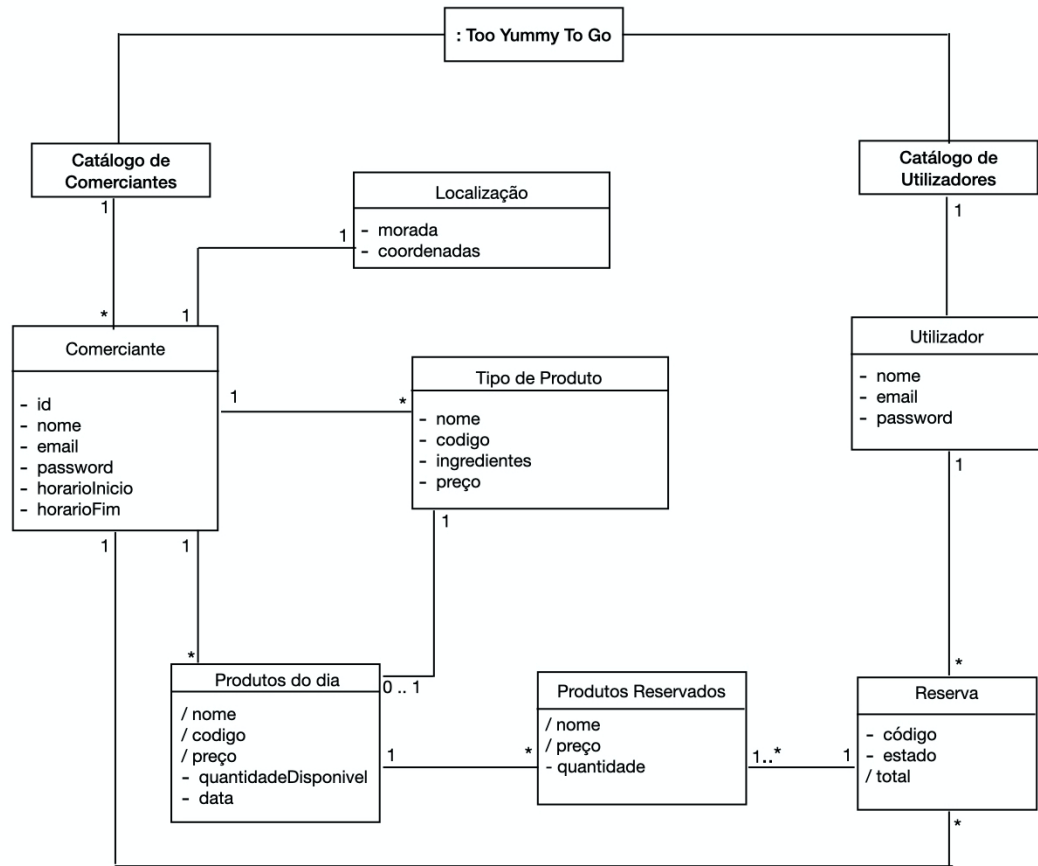 : Too Yummy To Go
Catálogo de
Comerciantes
Catálogo de
Utilizadores
1
1
Localização
- morada
- coordenadas
1
*
1
Comerciante
- id
- nome
- email
- password
- horarioInicio
- horarioFim
1
*
Tipo de Produto
- nome
- codigo
- ingredientes
- preço
Utilizador
- nome
- email
- password
1
1
1
1
*
0 .. 1
*
Produtos do dia
/ nome
/ codigo
/ preço
- quantidadeDisponivel
- data
1
*
Produtos Reservados
/ nome
/ preço
- quantidade
1..*
1
Reserva
- código
- estado
/ total
*